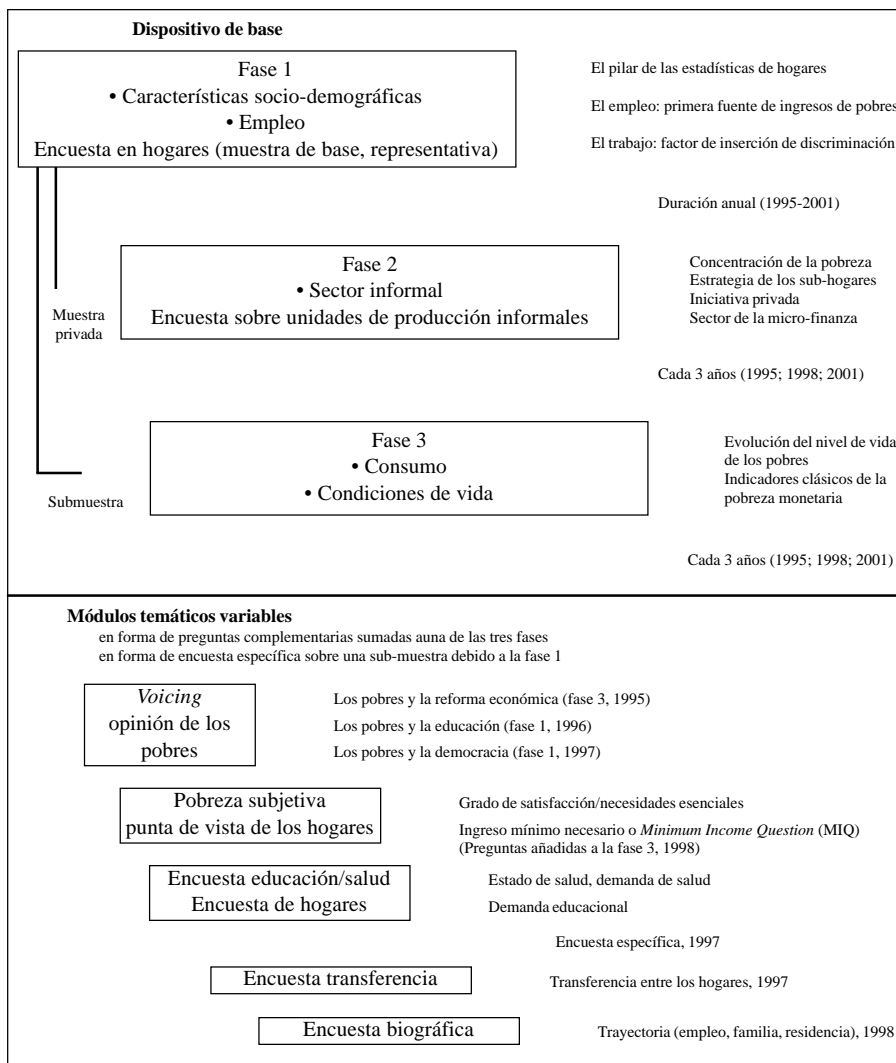 Dispositivo de base
Fase 1
• Características socio-demográficas
• Empleo
Encuesta en hogares (muestra de base, representativa)
El pilar de las estadísticas de hogares
El empleo: primera fuente de ingresos de pobres
El trabajo: factor de inserción de discriminación
Duración anual (1995-2001)
Muestra
privada
Fase 2
• Sector informal
Encuesta sobre unidades de producción informales
Concentración de la pobreza
Estrategia de los sub-hogares
Iniciativa privada
Sector de la micro-finanza
Cada 3 años (1995; 1998; 2001)
Submuestra
Fase 3
• Consumo
• Condiciones de vida
Evolución del nivel de vida
de los pobres
Indicadores clásicos de la
pobreza monetaria
Cada 3 años (1995; 1998; 2001)
Módulos temáticos variables
en forma de preguntas complementarias sumadas auna de las tres fases
en forma de encuesta específica sobre una sub-muestra debido a la fase 1
Voicing
opinión de los
pobres
Los pobres y la reforma económica (fase 3, 1995)
Los pobres y la educación (fase 1, 1996)
Los pobres y la democracia (fase 1, 1997)
Pobreza subjetiva
punta de vista de los hogares
Grado de satisfacción/necesidades esenciales
Ingreso mínimo necesario o Minimum Income Question (MIQ)
(Preguntas añadidas a la fase 3, 1998)
Encuesta educación/salud
Encuesta de hogares
Estado de salud, demanda de salud
Demanda educacional
Encuesta específica, 1997
Encuesta transferencia
Transferencia entre los hogares, 1997
Encuesta biográfica
Trayectoria (empleo, familia, residencia), 1998